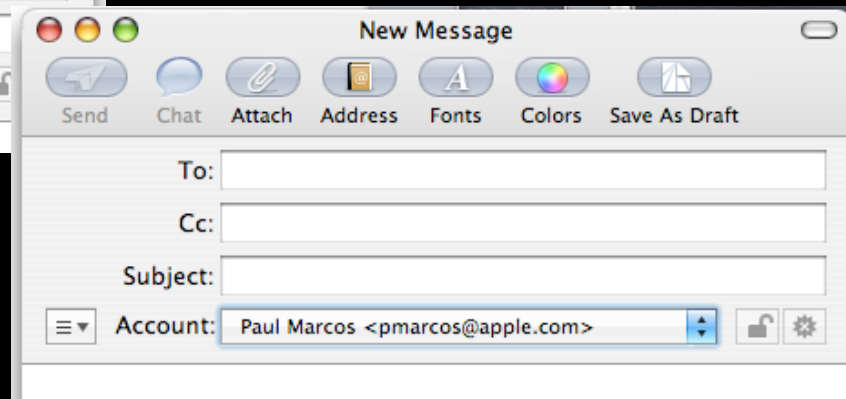 New Message
Send Chat Attach Address Fonts Colors Save As Draft
To:
Cc:
Subject:
Account: Paul Marcos <pmarcos@apple.com>